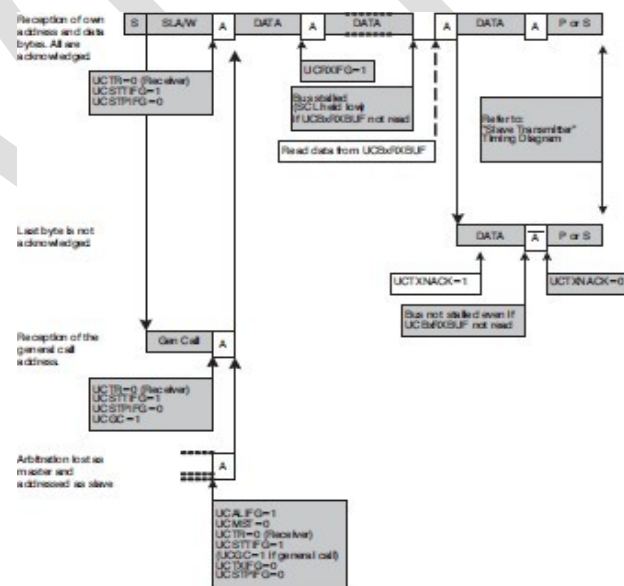 Reception of own
address and data
bytes. All are
acknowledged.
S SLA/W A DATA A DATA A DATA A P or S
UCTR=0 (Receiver)
UCSTTIFG=1
UCSTPIFG=0
UCRXIFG=1
Bus stalled
(SCL held low)
if UCBxRXBUF not read
Read data from UCBxRXBUF
Refer to:
"Slave Transmitter"
Timing Diagram
Last byte is not
acknowledged.
DATA A P or S
UCTXNACK=1
UCTXNACK=0
Bus not stalled even if
UCBxRXBUF not read
Reception of the
general call
address.
Gen Call A
UCTR=0 (Receiver)
UCSTTIFG=1
UCSTPIFG=0
UCGC=1
Arbitration lost as
master and
addressed as slave
A
UCALIFG=1
UCMST=0
UCTR=0 (Receiver)
UCSTTIFG=1
(UCGC=1 if general call)
UCTXIFG=0
UCSTPIFG=0